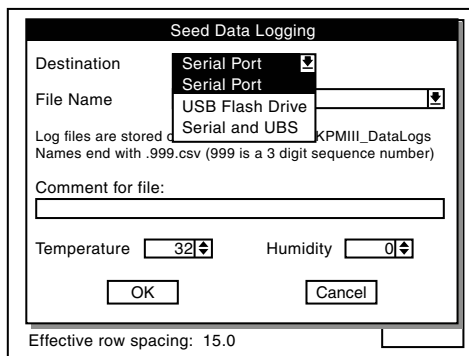 Seed Data Logging
Destination Serial Port
Serial Port
File Name
USB Flash Drive
Serial and UBS
Log files are stored KPMIII_DataLogs
Names end with .999.csv (999 is a 3 digit sequence number)
Comment for file:
Temperature 32 Humidity 0
OK Cancel
Effective row spacing: 15.0